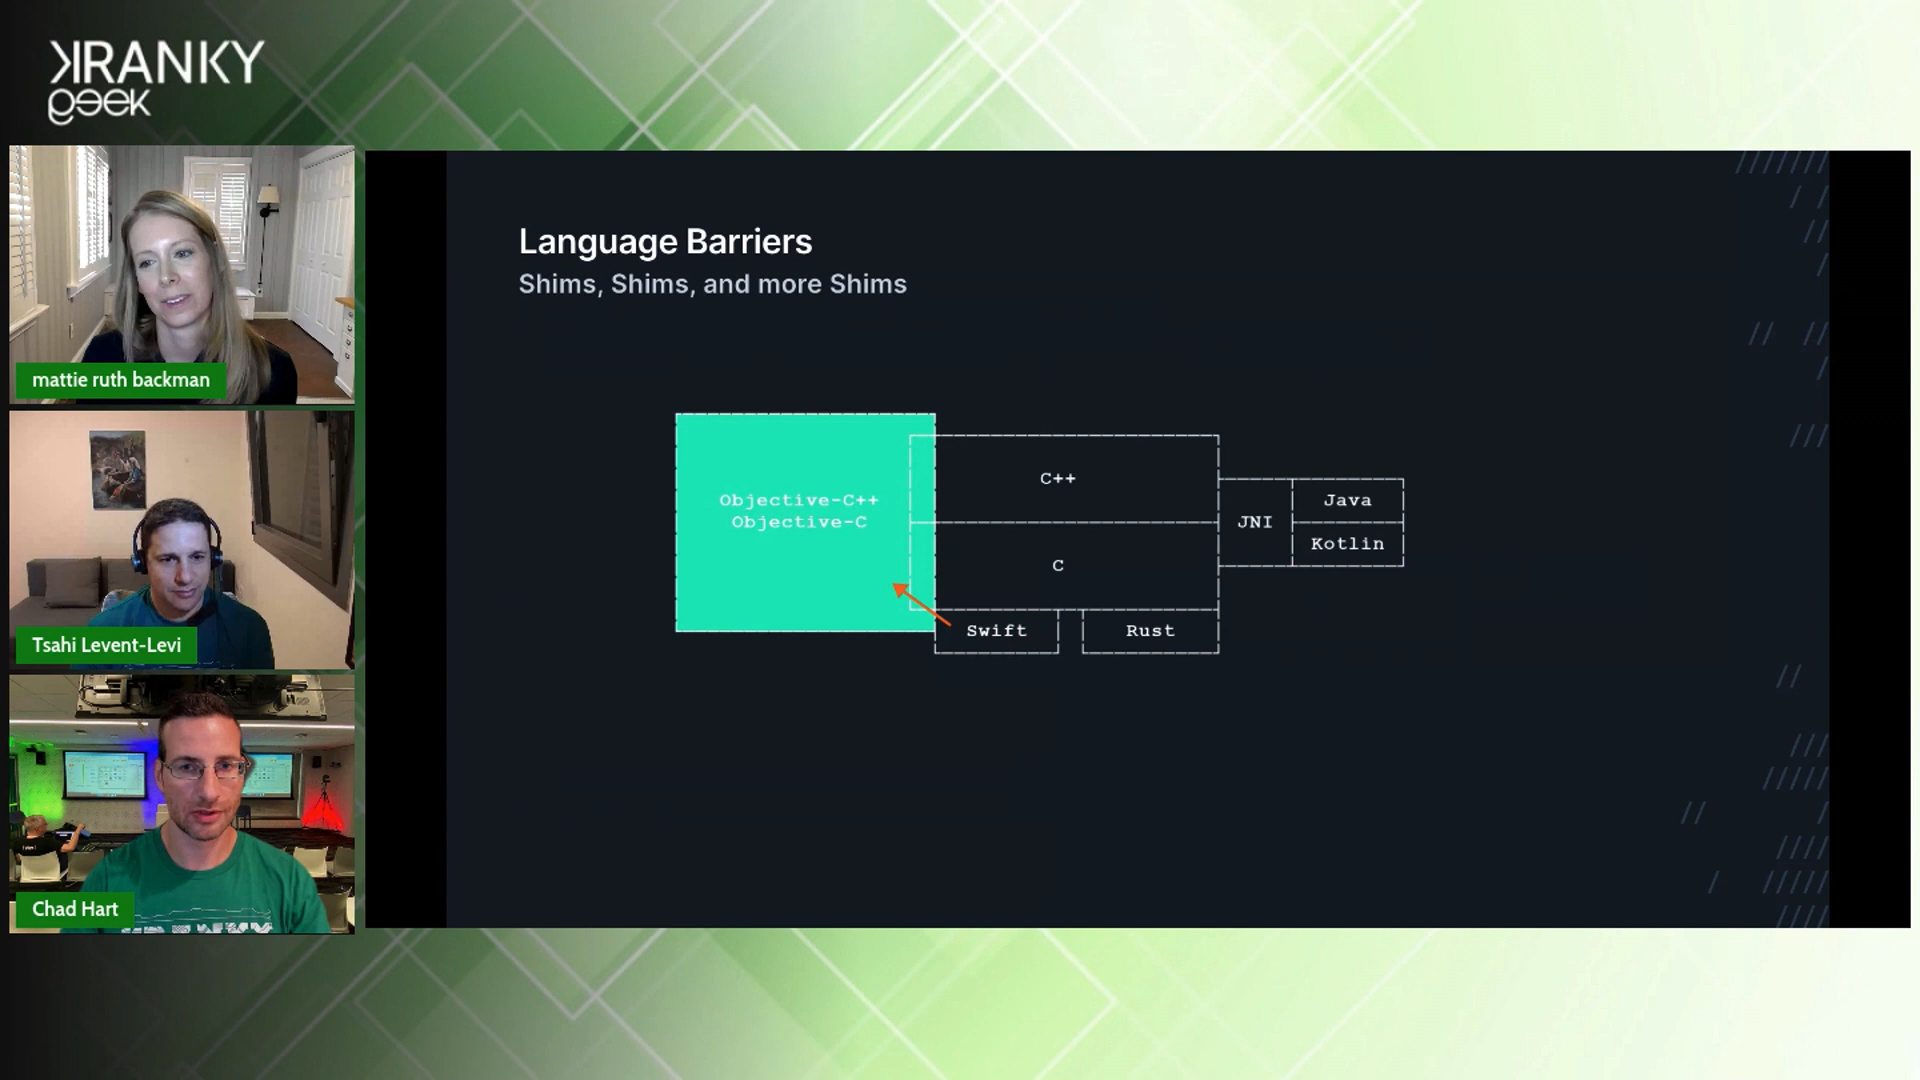 KRANKY
geek
mattie ruth backman
Tsahi Levent-Levi
Chad Hart
Language Barriers
Shims, Shims, and more Shims
Objective-C++
Objective-C
C++
C
JNI
Java
Kotlin
Swift
Rust